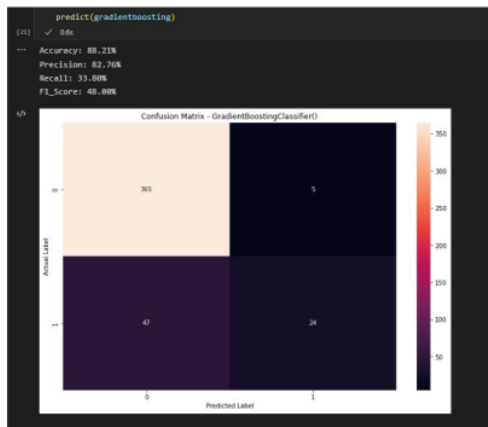 predict(gradientboosting)
[21] ✓ 0.6s
... Accuracy: 88.21%
Precision: 82.76%
Recall: 33.80%
F1_Score: 48.00%
</>
Confusion Matrix - GradientBoostingClassifier()
350
365 5
0
300
250
Actual Label
200
150
47 24
1
100
50
0 1
Predicted Label